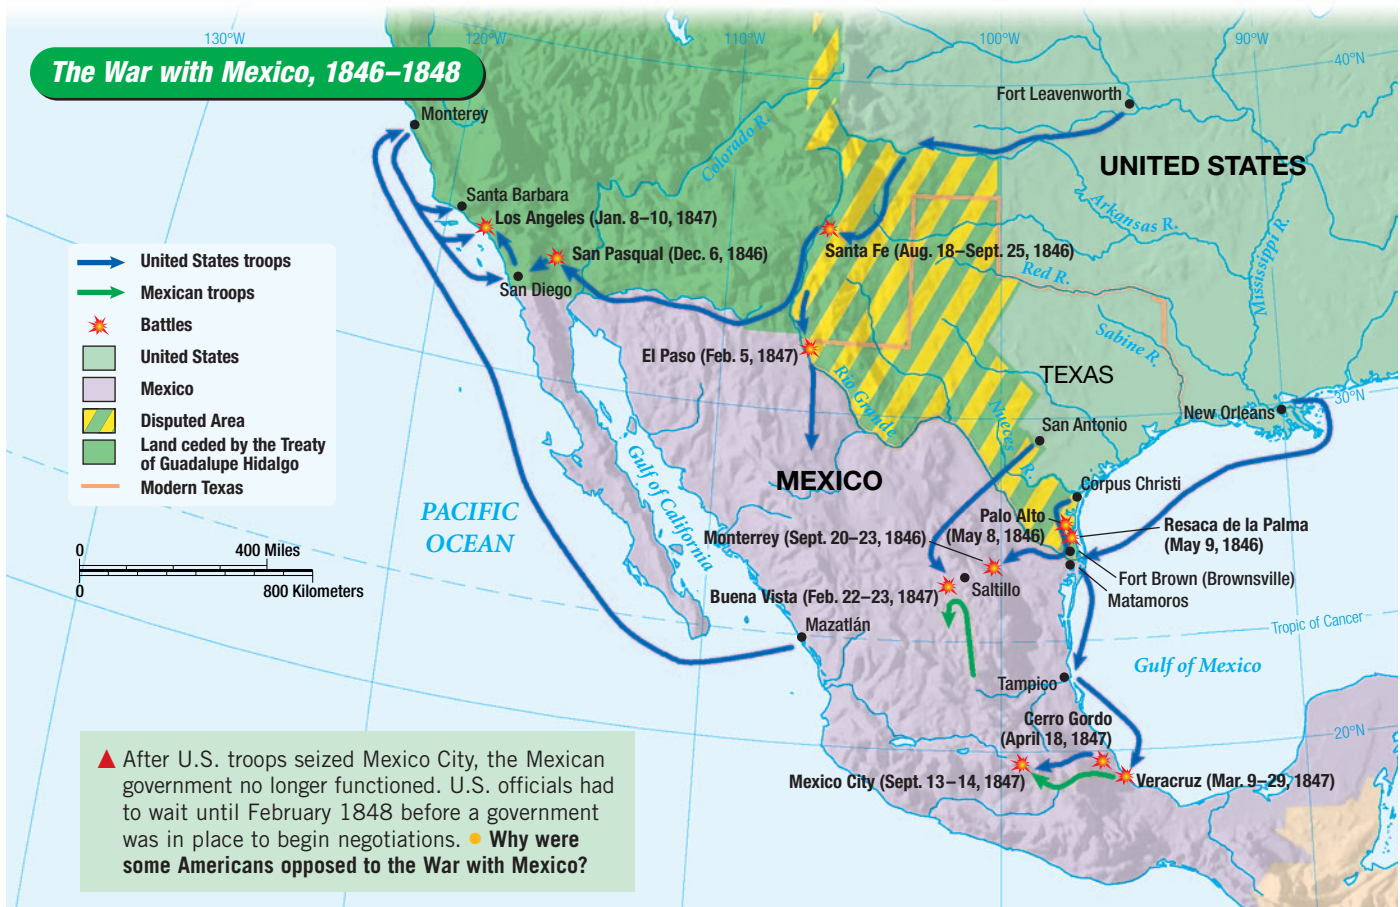 130°W
120°W
110°W
100°W
90°W
40°N
The War with Mexico, 1846–1848
Monterey
Fort Leavenworth
UNITED STATES
Colorado R.
Arkansas R.
Mississippi R.
Santa Barbara
Los Angeles (Jan. 8–10, 1847)
San Pasqual (Dec. 6, 1846)
San Diego
Santa Fe (Aug. 18–Sept. 25, 1846)
Red R.
Sabine R.
United States troops
Mexican troops
Battles
United States
Mexico
Disputed Area
Land ceded by the Treaty
of Guadalupe Hidalgo
Modern Texas
0
400 Miles
0
800 Kilometers
El Paso (Feb. 5, 1847)
TEXAS
Rio Grande
Nueces R.
San Antonio
New Orleans
30°N
MEXICO
Gulf of California
PACIFIC
OCEAN
Corpus Christi
Palo Alto
(May 8, 1846)
Resaca de la Palma
(May 9, 1846)
Monterrey (Sept. 20–23, 1846)
Fort Brown (Brownsville)
Matamoros
Saltillo
Buena Vista (Feb. 22–23, 1847)
Mazatlán
Tropic of Cancer
Gulf of Mexico
Tampico
Cerro Gordo
(April 18, 1847)
20°N
Mexico City (Sept. 13–14, 1847)
Veracruz (Mar. 9–29, 1847)
After U.S. troops seized Mexico City, the Mexican
government no longer functioned. U.S. officials had
to wait until February 1848 before a government
was in place to begin negotiations. • Why were
some Americans opposed to the War with Mexico?